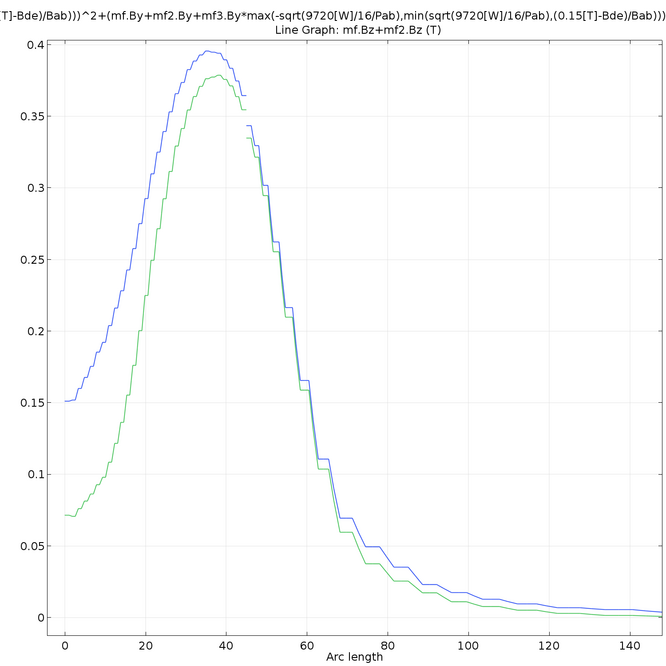 T]-Bde)/Bab)))^2+(mf.By+mf2.By+mf3.By*max(-sqrt(9720[W]/16/Pab),min(sqrt(9720[W]/16/Pab),(0.15[T]-Bde)/Bab)))
Line Graph: mf.Bz+mf2.Bz (T)
0.4
0.35
0.3
0.25
0.2
0.15
0.1
0.05
0
0 20 40 60 80 100 120 140
Arc length